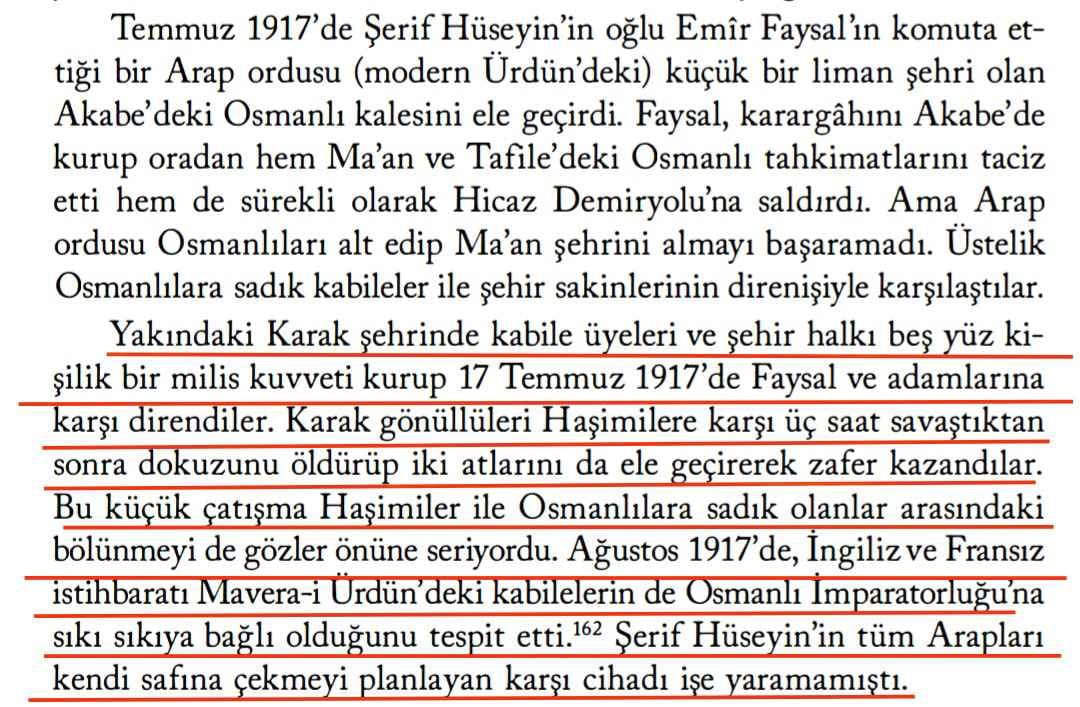 Temmuz 1917’de Şerif Hüseyin’in oğlu Emîr Faysal’ın komuta et-
tiği bir Arap ordusu (modern Ürdün’deki) küçük bir liman şehri olan
Akabe’deki Osmanlı kalesini ele geçirdi. Faysal, karargâhını Akabe’de
kurup oradan hem Ma’an ve Tafile’deki Osmanlı tahkimatlarını taciz
etti hem de sürekli olarak Hicaz Demiryolu’na saldırdı. Ama Arap
ordusu Osmanlıları alt edip Ma’an şehrini almayı başaramadı. Üstelik
Osmanlılara sadık kabileler ile şehir sakinlerinin direnişiyle karşılaştılar.
Yakındaki Karak şehrinde kabile üyeleri ve şehir halkı beş yüz ki-
şilik bir milis kuvveti kurup 17 Temmuz 1917’de Faysal ve adamlarına
karşı direndiler. Karak gönüllüleri Haşimilere karşı üç saat savaştıktan
sonra dokuzunu öldürüp iki atlarını da ele geçirerek zafer kazandılar.
Bu küçük çatışma Haşimiler ile Osmanlılara sadık olanlar arasındaki
bölünmeyi de gözler önüne seriyordu. Ağustos 1917’de, İngiliz ve Fransız
istihbaratı Mavera-i Ürdün’deki kabilelerin de Osmanlı İmparatorluğu’na
sıkı sıkıya bağlı olduğunu tespit etti.¹⁶² Şerif Hüseyin’in tüm Arapları
kendi safına çekmeyi planlayan karşı cihadı işe yaramamıştı.